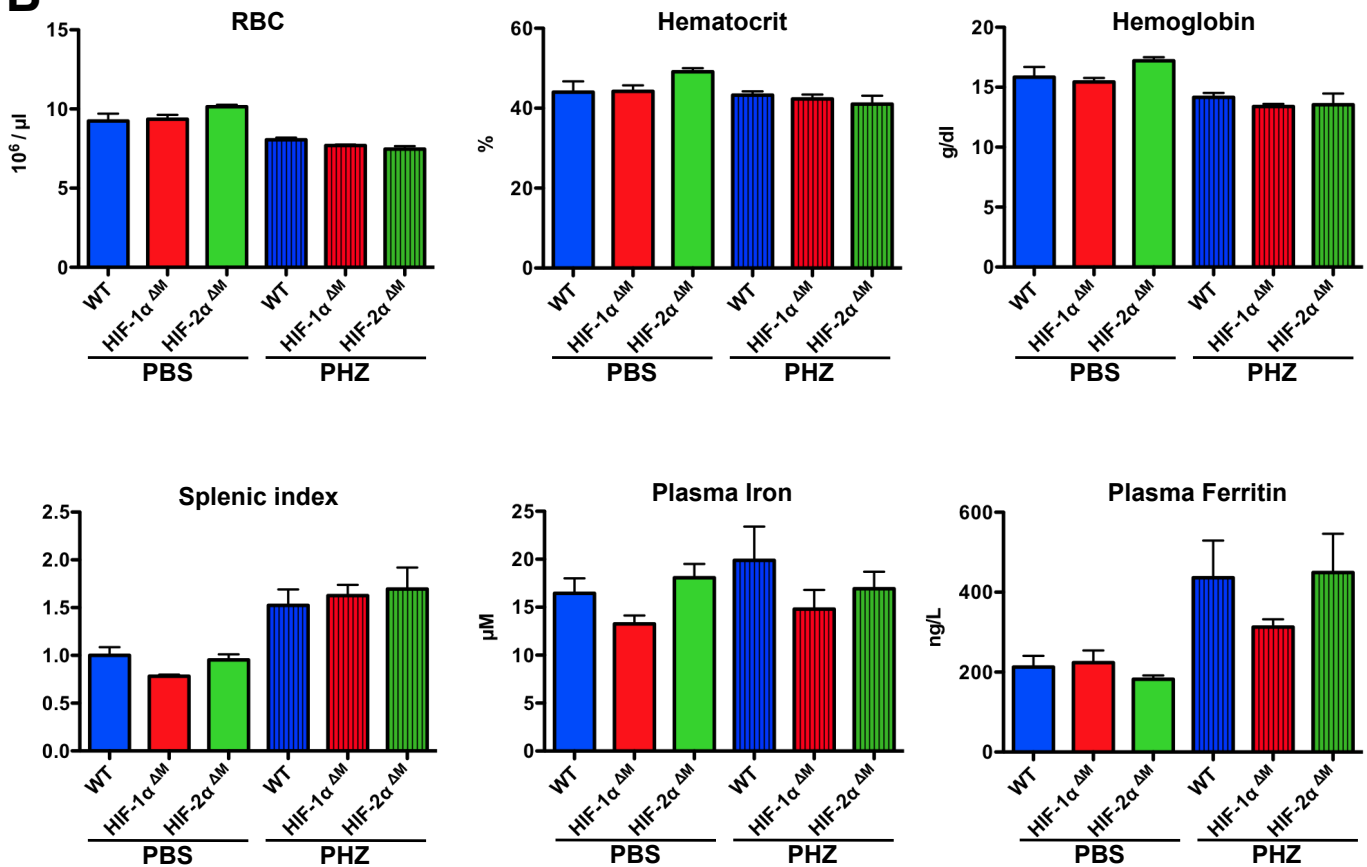 B
RBC
15
10
5
0
10⁶ / µl
WT
HIF-1α ΔM
HIF-2α ΔM
WT
HIF-1α ΔM
HIF-2α ΔM
PBS
PHZ
Hematocrit
60
40
20
0
%
WT
HIF-1α ΔM
HIF-2α ΔM
WT
HIF-1α ΔM
HIF-2α ΔM
PBS
PHZ
Hemoglobin
20
15
10
5
0
g/dl
WT
HIF-1α ΔM
HIF-2α ΔM
WT
HIF-1α ΔM
HIF-2α ΔM
PBS
PHZ
Splenic index
2.5
2.0
1.5
1.0
0.5
0.0
WT
HIF-1α ΔM
HIF-2α ΔM
WT
HIF-1α ΔM
HIF-2α ΔM
PBS
PHZ
Plasma Iron
25
20
15
10
5
0
µM
WT
HIF-1α ΔM
HIF-2α ΔM
WT
HIF-1α ΔM
HIF-2α ΔM
PBS
PHZ
Plasma Ferritin
600
400
200
0
ng/L
WT
HIF-1α ΔM
HIF-2α ΔM
WT
HIF-1α ΔM
HIF-2α ΔM
PBS
PHZ